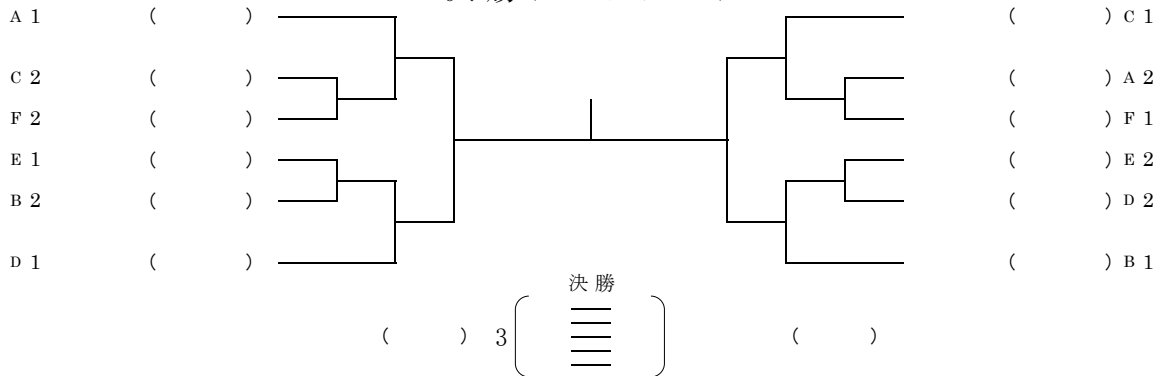 A 1 ( ) ( ) C 1
C 2 ( ) ( ) A 2
F 2 ( ) ( ) F 1
E 1 ( ) ( ) E 2
B 2 ( ) ( ) D 2
D 1 ( ) ( ) B 1
決 勝
( ) 3 ( )